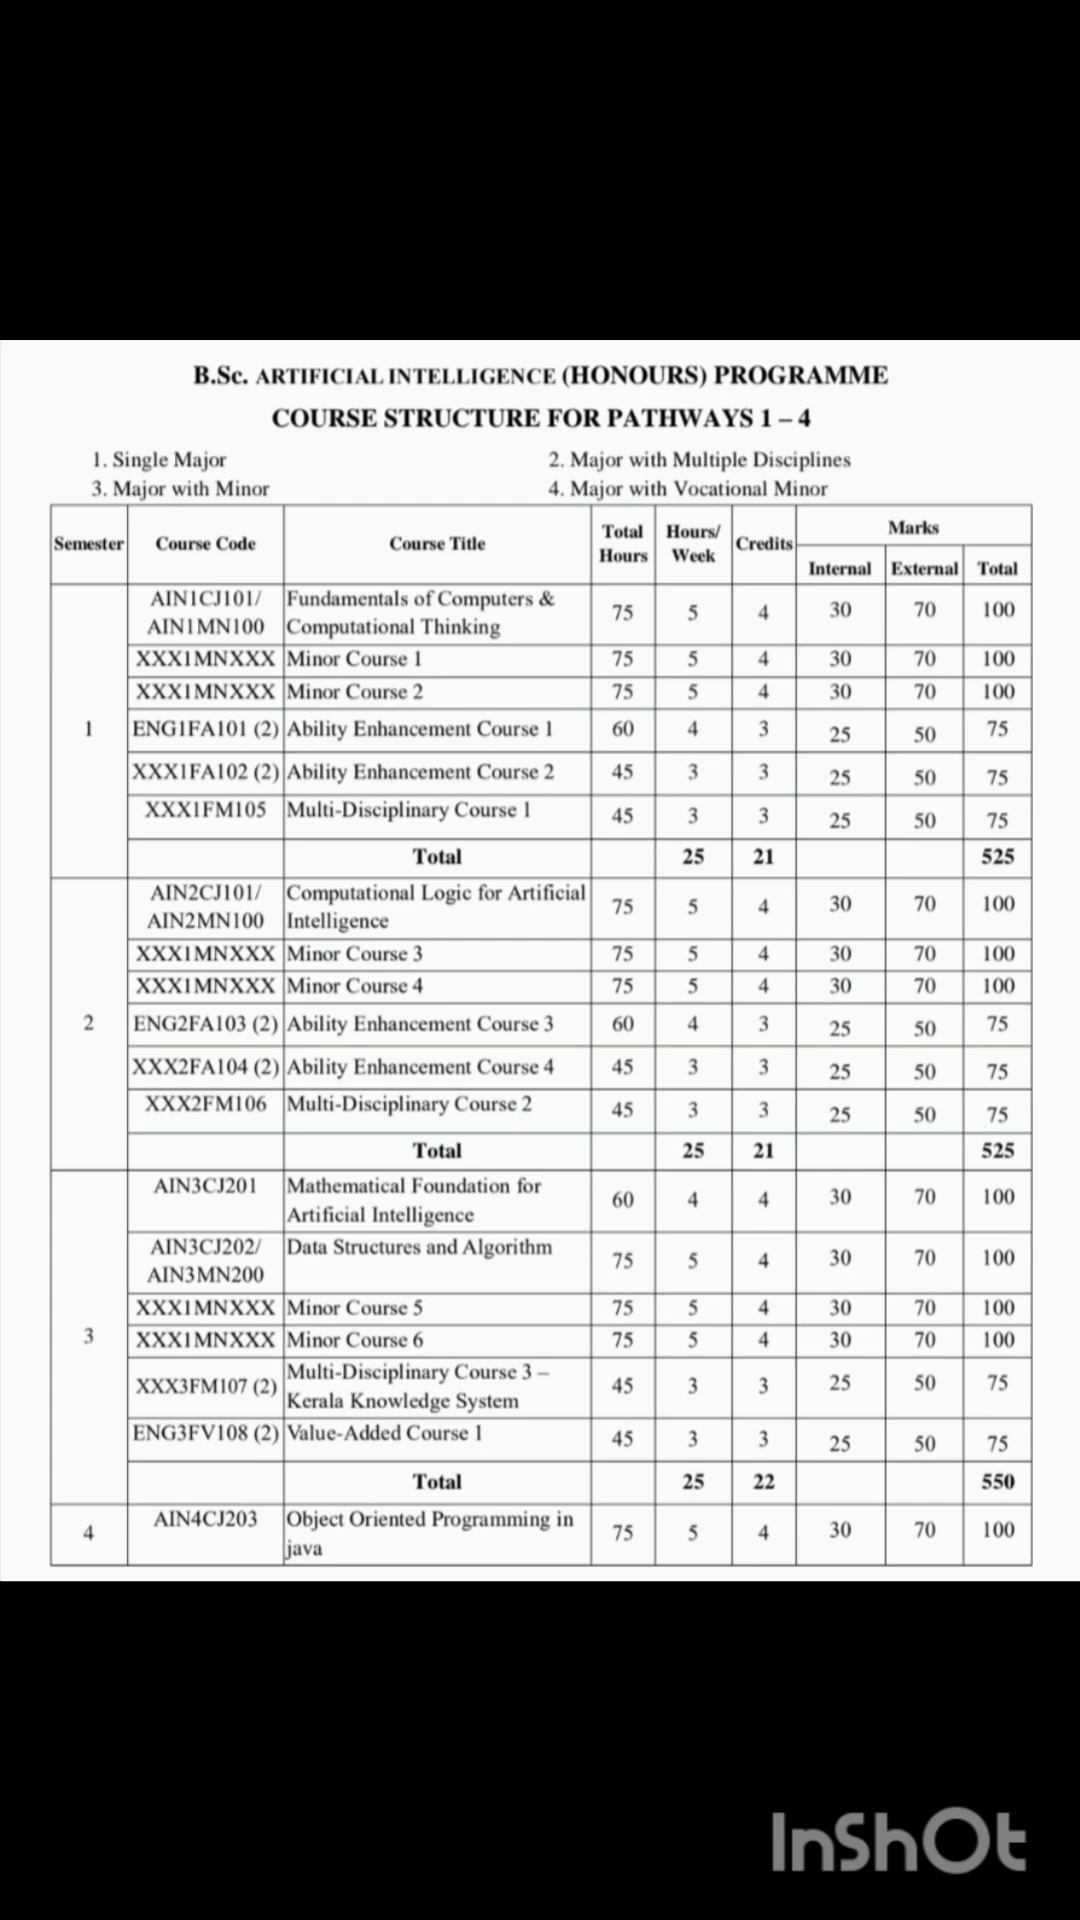 B.Sc. ARTIFICIAL INTELLIGENCE (HONOURS) PROGRAMME
COURSE STRUCTURE FOR PATHWAYS 1 – 4
1. Single Major 2. Major with Multiple Disciplines
3. Major with Minor 4. Major with Vocational Minor
Semester Course Code Course Title Total Hours Hours/ Week Credits Marks
Internal External Total
1 AIN1CJ101/ AIN1MN100 Fundamentals of Computers & Computational Thinking 75 5 4 30 70 100
XXX1MNXXX Minor Course 1 75 5 4 30 70 100
XXX1MNXXX Minor Course 2 75 5 4 30 70 100
ENG1FA101 (2) Ability Enhancement Course 1 60 4 3 25 50 75
XXX1FA102 (2) Ability Enhancement Course 2 45 3 3 25 50 75
XXX1FM105 Multi-Disciplinary Course 1 45 3 3 25 50 75
Total 25 21 525
2 AIN2CJ101/ AIN2MN100 Computational Logic for Artificial Intelligence 75 5 4 30 70 100
XXX1MNXXX Minor Course 3 75 5 4 30 70 100
XXX1MNXXX Minor Course 4 75 5 4 30 70 100
ENG2FA103 (2) Ability Enhancement Course 3 60 4 3 25 50 75
XXX2FA104 (2) Ability Enhancement Course 4 45 3 3 25 50 75
XXX2FM106 Multi-Disciplinary Course 2 45 3 3 25 50 75
Total 25 21 525
3 AIN3CJ201 Mathematical Foundation for Artificial Intelligence 60 4 4 30 70 100
AIN3CJ202/ AIN3MN200 Data Structures and Algorithm 75 5 4 30 70 100
XXX1MNXXX Minor Course 5 75 5 4 30 70 100
XXX1MNXXX Minor Course 6 75 5 4 30 70 100
XXX3FM107 (2) Multi-Disciplinary Course 3 – Kerala Knowledge System 45 3 3 25 50 75
ENG3FV108 (2) Value-Added Course 1 45 3 3 25 50 75
Total 25 22 550
4 AIN4CJ203 Object Oriented Programming in java 75 5 4 30 70 100
InShOt